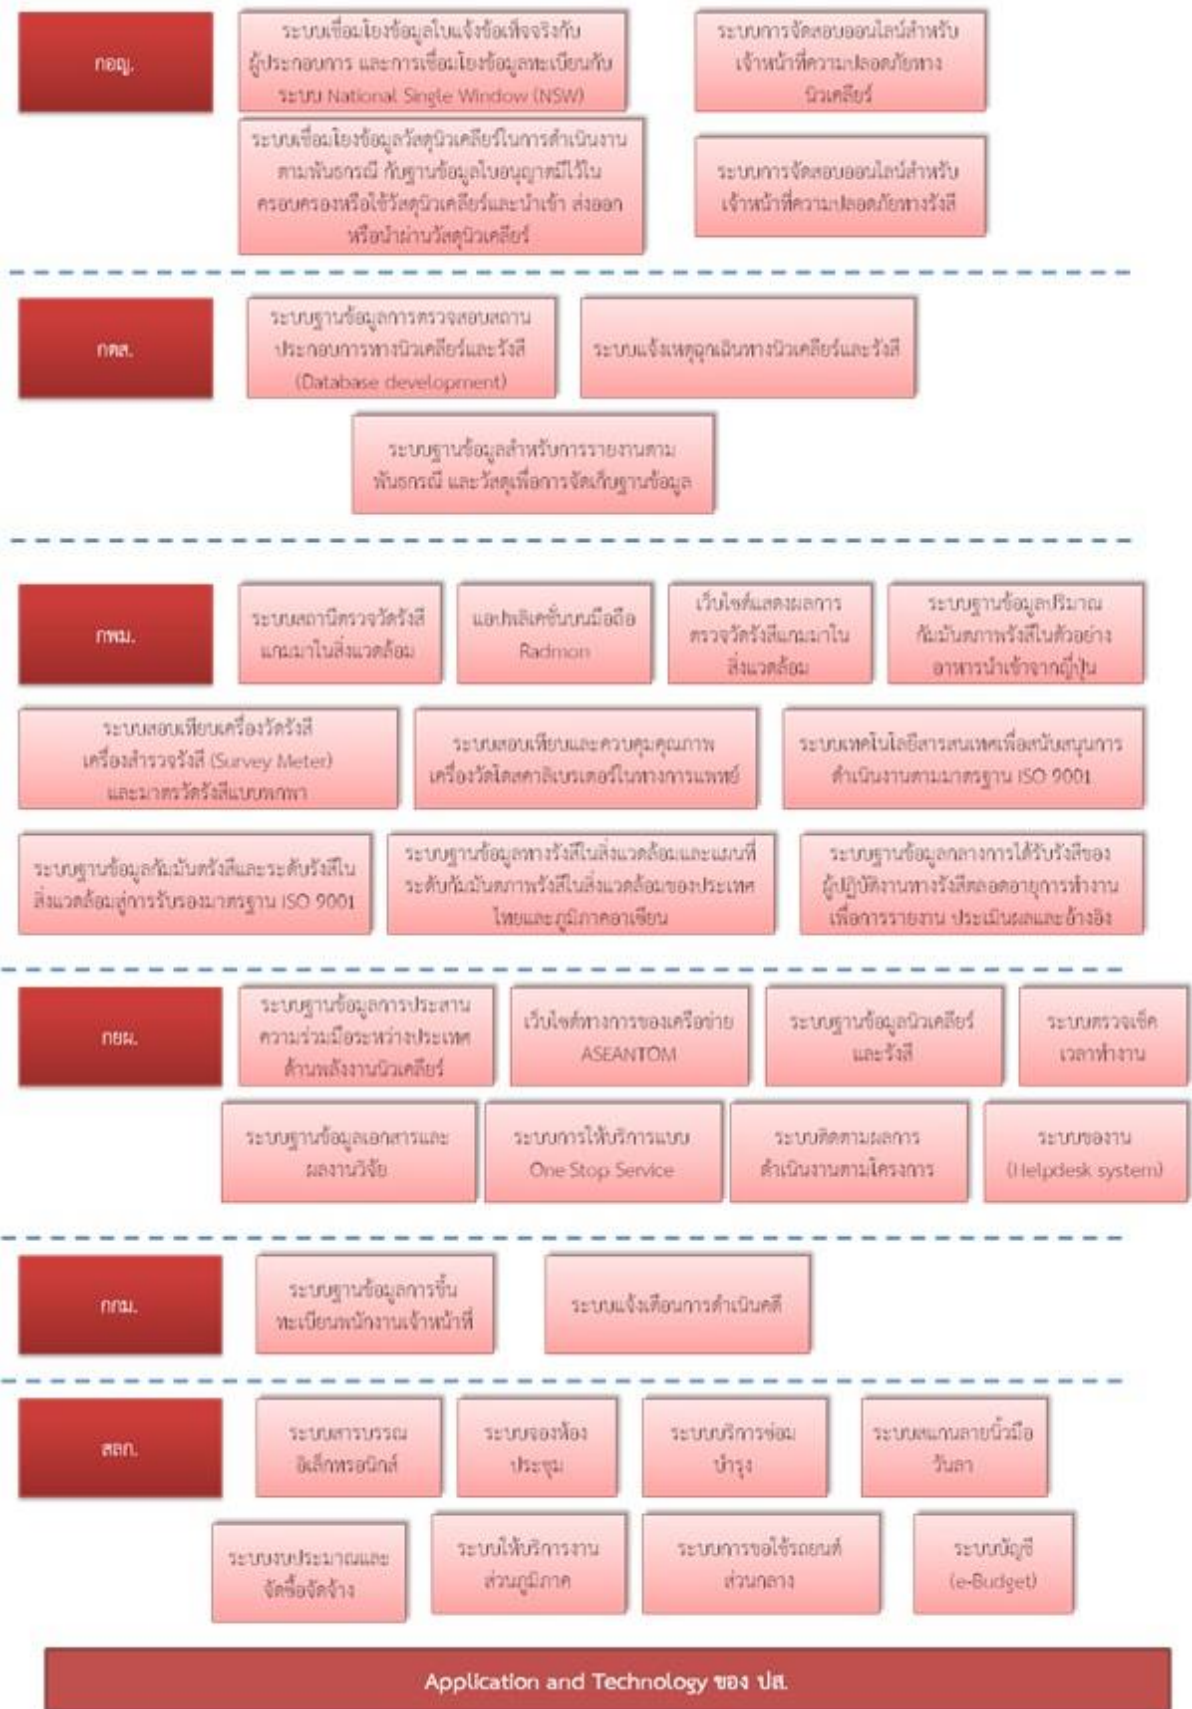 กอญ.
ระบบเชื่อมโยงข้อมูลใบแจ้งข้อเท็จจริงกับ
ผู้ประกอบการ และการเชื่อมโยงข้อมูลทะเบียนกับ
ระบบ National Single Window (NSW)
ระบบการจัดสอบออนไลน์สำหรับ
เจ้าหน้าที่ความปลอดภัยทาง
นิวเคลียร์
ระบบเชื่อมโยงข้อมูลวัสดุนิวเคลียร์ในการดำเนินงาน
ตามพันธกรณี กับฐานข้อมูลใบอนุญาตมีไว้ใน
ครอบครองหรือใช้วัสดุนิวเคลียร์และนำเข้า ส่งออก
หรือนำผ่านวัสดุนิวเคลียร์
ระบบการจัดสอบออนไลน์สำหรับ
เจ้าหน้าที่ความปลอดภัยทางรังสี
กตส.
ระบบฐานข้อมูลการตรวจสอบสถาน
ประกอบการทางนิวเคลียร์และรังสี
(Database development)
ระบบแจ้งเหตุฉุกเฉินทางนิวเคลียร์และรังสี
ระบบฐานข้อมูลสำหรับการรายงานตาม
พันธกรณี และวัสดุเพื่อการจัดเก็บฐานข้อมูล
กพม.
ระบบสถานีตรวจวัดรังสี
แกมมาในสิ่งแวดล้อม
แอปพลิเคชั่นบนมือถือ
Radmon
เว็บไซต์แสดงผลการ
ตรวจวัดรังสีแกมมาใน
สิ่งแวดล้อม
ระบบฐานข้อมูลปริมาณ
กัมมันตภาพรังสีในตัวอย่าง
อาหารนำเข้าจากญี่ปุ่น
ระบบสอบเทียบเครื่องวัดรังสี
เครื่องสำรวจรังสี (Survey Meter)
และมาตรวัดรังสีแบบพกพา
ระบบสอบเทียบและควบคุมคุณภาพ
เครื่องวัดโดสคาลิเบรเตอร์ในทางการแพทย์
ระบบเทคโนโลยีสารสนเทศเพื่อสนับสนุนการ
ดำเนินงานตามมาตรฐาน ISO 9001
ระบบฐานข้อมูลกัมมันตรังสีและระดับรังสีใน
สิ่งแวดล้อมสู่การรับรองมาตรฐาน ISO 9001
ระบบฐานข้อมูลทางรังสีในสิ่งแวดล้อมและแผนที่
ระดับกัมมันตภาพรังสีในสิ่งแวดล้อมของประเทศ
ไทยและภูมิภาคอาเซียน
ระบบฐานข้อมูลกลางการได้รับรังสีของ
ผู้ปฏิบัติงานทางรังสีตลอดอายุการทำงาน
เพื่อการรายงาน ประเมินผลและอ้างอิง
กยผ.
ระบบฐานข้อมูลการประสาน
ความร่วมมือระหว่างประเทศ
ด้านพลังงานนิวเคลียร์
เว็บไซต์ทางการของเครือข่าย
ASEANTOM
ระบบฐานข้อมูลนิวเคลียร์
และรังสี
ระบบตรวจเช็ค
เวลาทำงาน
ระบบฐานข้อมูลเอกสารและ
ผลงานวิจัย
ระบบการให้บริการแบบ
One Stop Service
ระบบติดตามผลการ
ดำเนินงานตามโครงการ
ระบบของาน
(Helpdesk system)
กกม.
ระบบฐานข้อมูลการขึ้น
ทะเบียนพนักงานเจ้าหน้าที่
ระบบแจ้งเตือนการดำเนินคดี
สลก.
ระบบสารบรรณ
อิเล็กทรอนิกส์
ระบบจองห้อง
ประชุม
ระบบบริการซ่อม
บำรุง
ระบบสแกนลายนิ้วมือ
วันลา
ระบบงบประมาณและ
จัดซื้อจัดจ้าง
ระบบให้บริการงาน
ส่วนภูมิภาค
ระบบการขอใช้รถยนต์
ส่วนกลาง
ระบบบัญชี
(e-Budget)
Application and Technology ของ ปส.